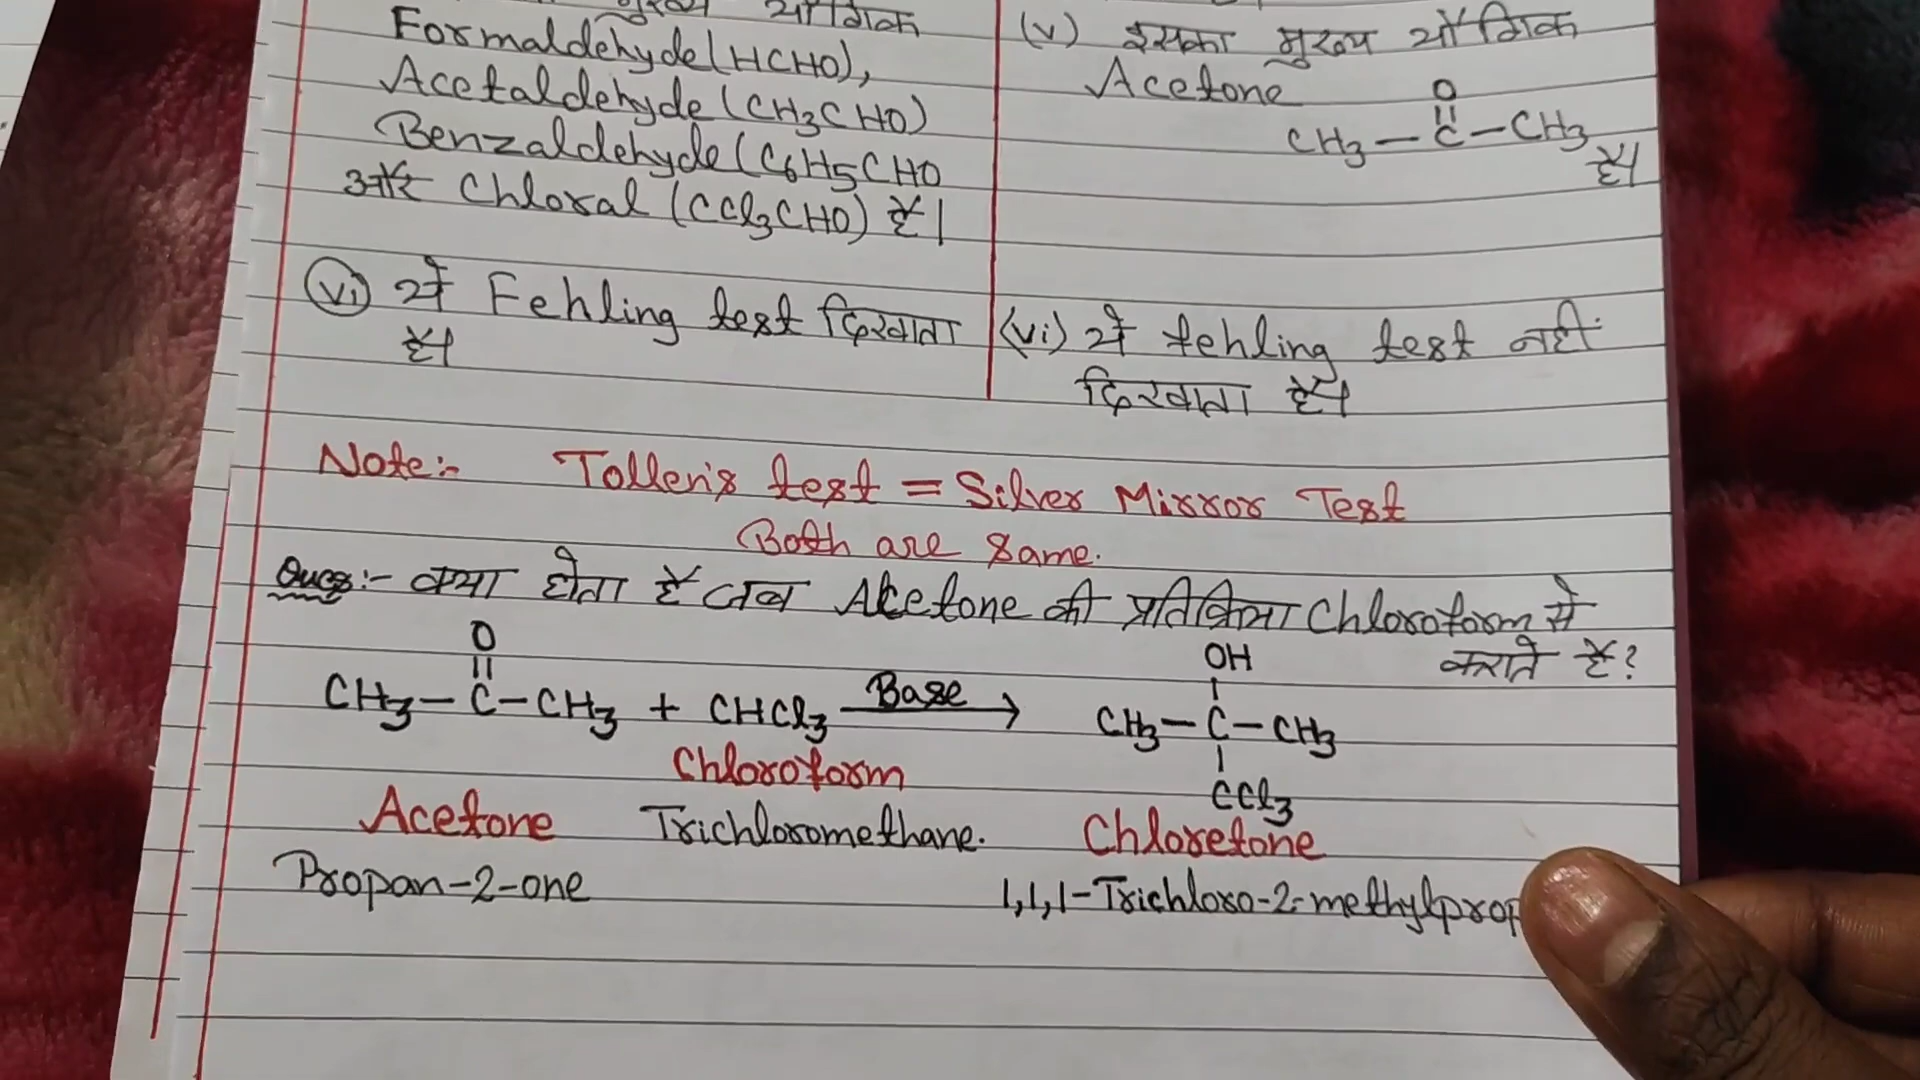 मुख्य यौगिक
Formaldehyde(HCHO),
Acetaldehyde(CH3CHO)
Benzaldehyde(C6H5CHO
और Chloral (CCl3CHO) है।
(vi) ये Fehling test दिखाता
है।
(v) इसका मुख्य यौगिक
Acetone
O
||
CH3—C—CH3
है।
(vi) ये fehling test नही
दिखाता है।
Note:- Tollen's test = Silver Mirror Test
Both are same.
Ques:- क्या होता है जब Acetone की प्रतिक्रिया Chloroform से
कराते है?
O
||
CH3—C—CH3 + CHCl3 Base→
OH
|
CH3—C—CH3
|
CCl3
Chloroform
Acetone Trichloromethane. Chloretone
Propan-2-one 1,1,1-Trichloro-2-methylprop